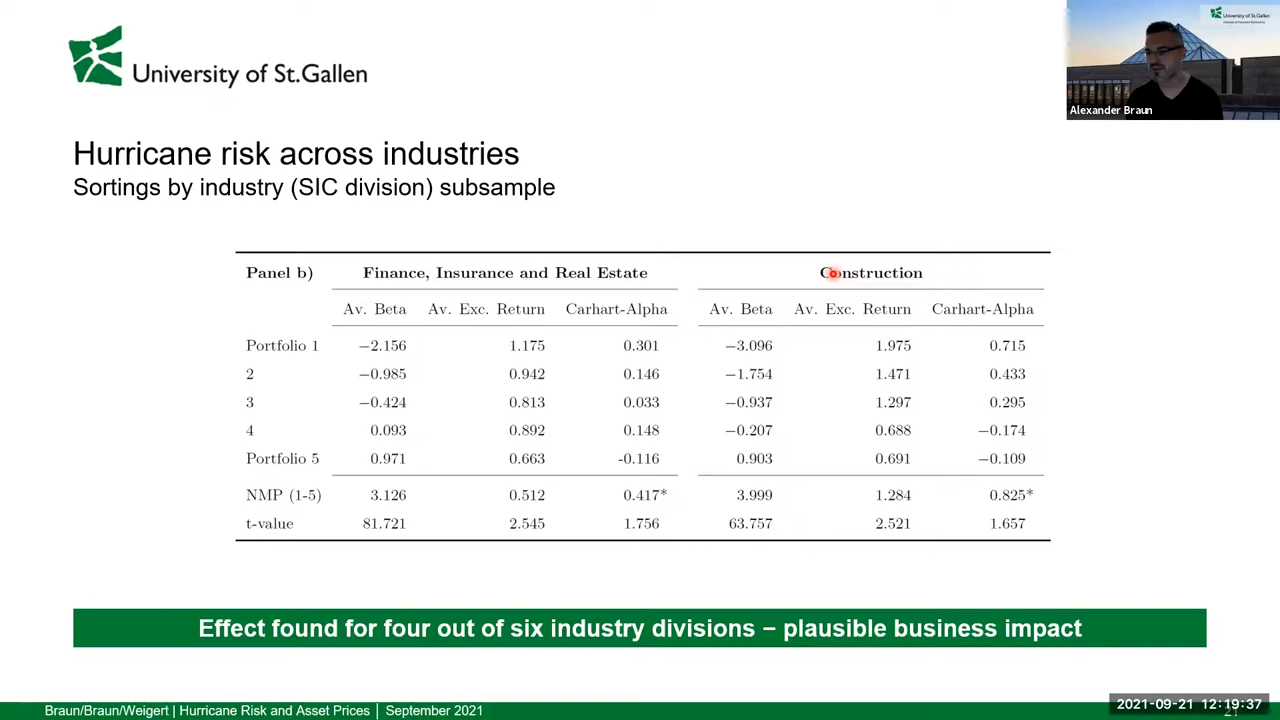 University of St.Gallen
University of St.Gallen
Alexander Braun
Hurricane risk across industries
Sortings by industry (SIC division) subsample
Panel b) Finance, Insurance and Real Estate Construction
Av. Beta Av. Exc. Return Carhart-Alpha Av. Beta Av. Exc. Return Carhart-Alpha
Portfolio 1 −2.156 1.175 0.301 −3.096 1.975 0.715
2 −0.985 0.942 0.146 −1.754 1.471 0.433
3 −0.424 0.813 0.033 −0.937 1.297 0.295
4 0.093 0.892 0.148 −0.207 0.688 −0.174
Portfolio 5 0.971 0.663 -0.116 0.903 0.691 −0.109
NMP (1-5) 3.126 0.512 0.417* 3.999 1.284 0.825*
t-value 81.721 2.545 1.756 63.757 2.521 1.657
Effect found for four out of six industry divisions − plausible business impact
Braun/Braun/Weigert | Hurricane Risk and Asset Prices | September 2021
2021-09-21 12:19:37